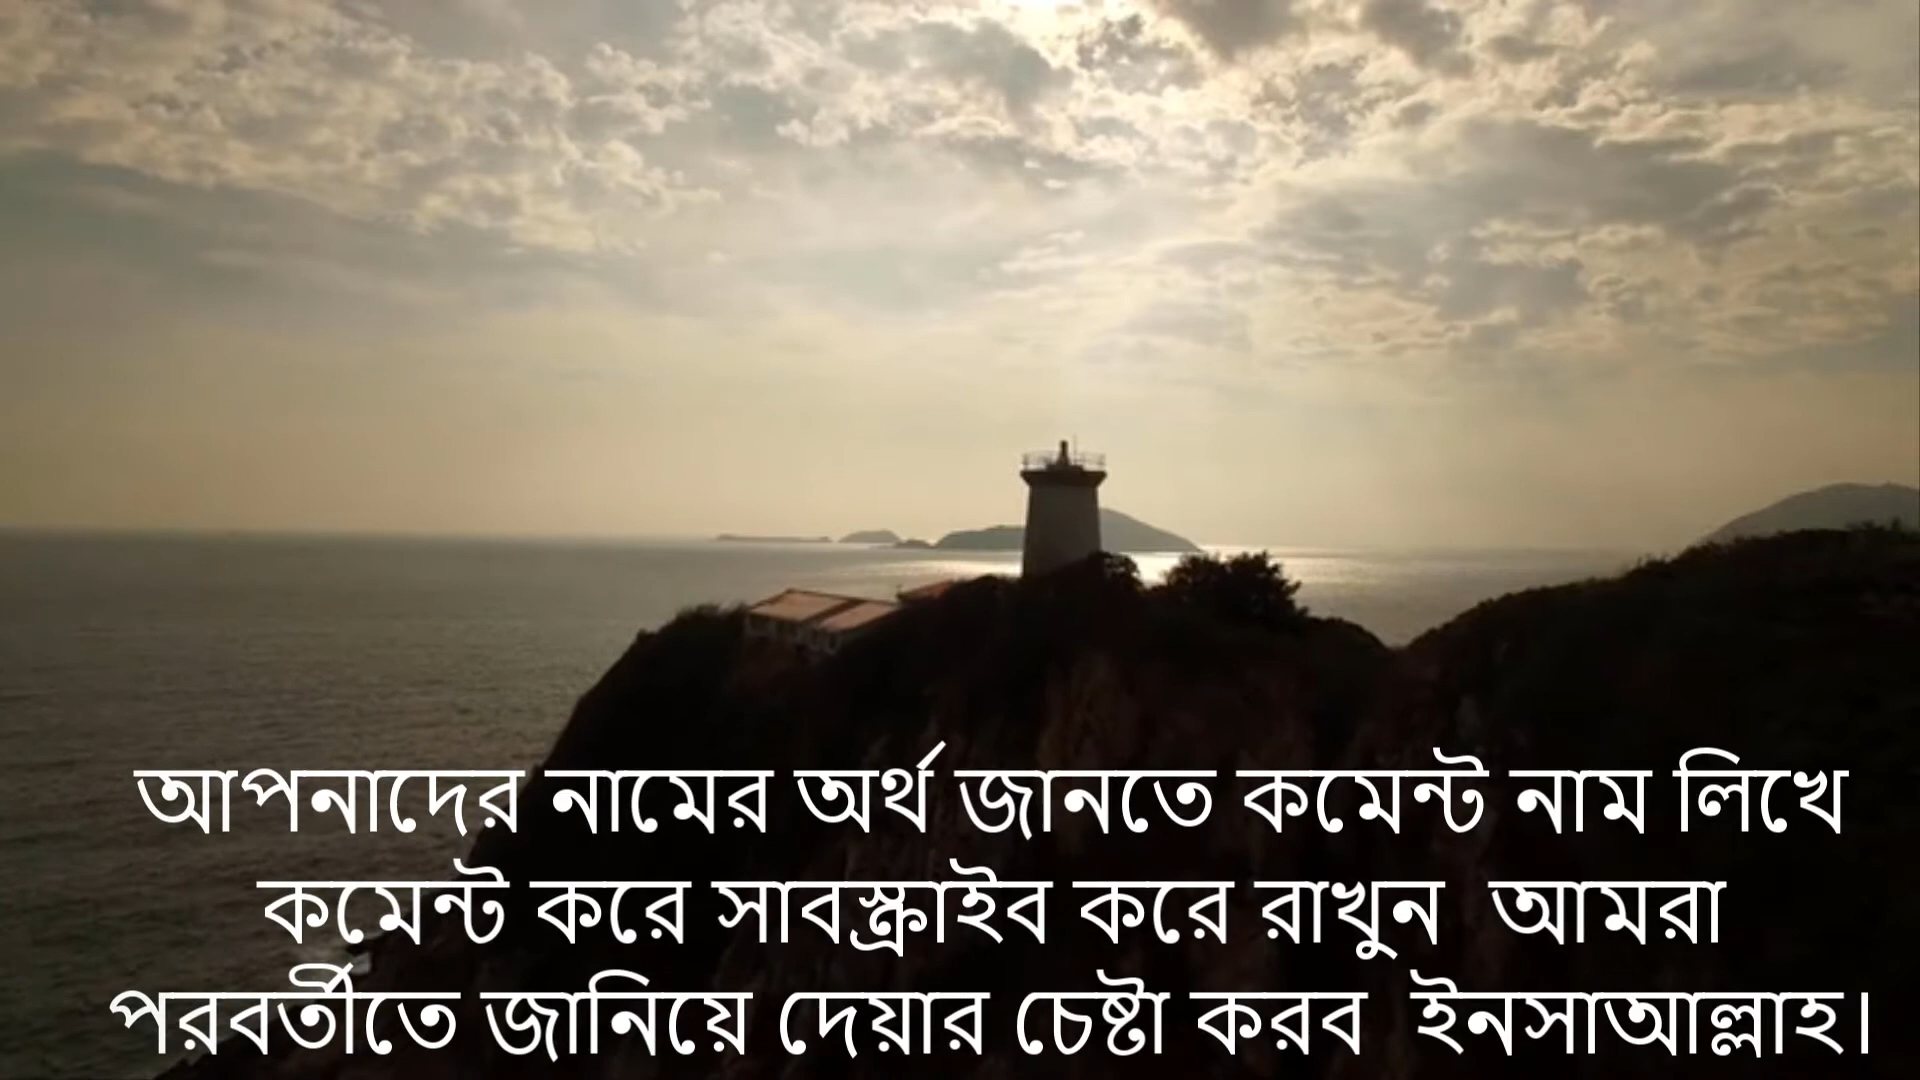 আপনাদের নামের অর্থ জানতে কমেন্ট নাম লিখে
কমেন্ট করে সাবস্ক্রাইব করে রাখুন আমরা
পরবর্তীতে জানিয়ে দেয়ার চেষ্টা করব ইনসাআল্লাহ।